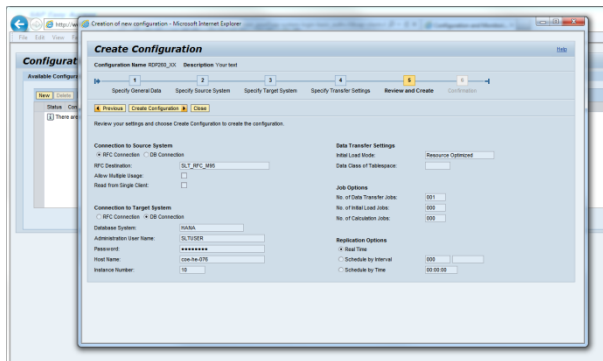 Creation of new configuration - Microsoft Internet Explorer
http://w
File Edit View
Configurat
Available Configur
New Delete
Status
There are
Create Configuration
Help
Configuration Name RDP280_XX Description Your text
1 2 3 4 5 6
Specify General Data Specify Source System Specify Target System Specify Transfer Settings Review and Create Confirmation
Previous Create Configuration Close
Review your settings and choose Create Configuration to create the configuration.
Connection to Source System
RFC Connection DB Connection
RFC Destination: SLT_RFC_M95
Allow Multiple Usage:
Read from Single Client:
Connection to Target System
RFC Connection DB Connection
Database System: HANA
Administration User Name: SLTUSER
Password: ********
Host Name: coe-he-076
Instance Number: 10
Data Transfer Settings
Initial Load Mode: Resource Optimized
Data Class of Tablespace:
Job Options
No. of Data Transfer Jobs: 001
No. of Initial Load Jobs: 000
No. of Calculation Jobs: 000
Replication Options
Real Time
Schedule by Interval 000
Schedule by Time 00:00:00